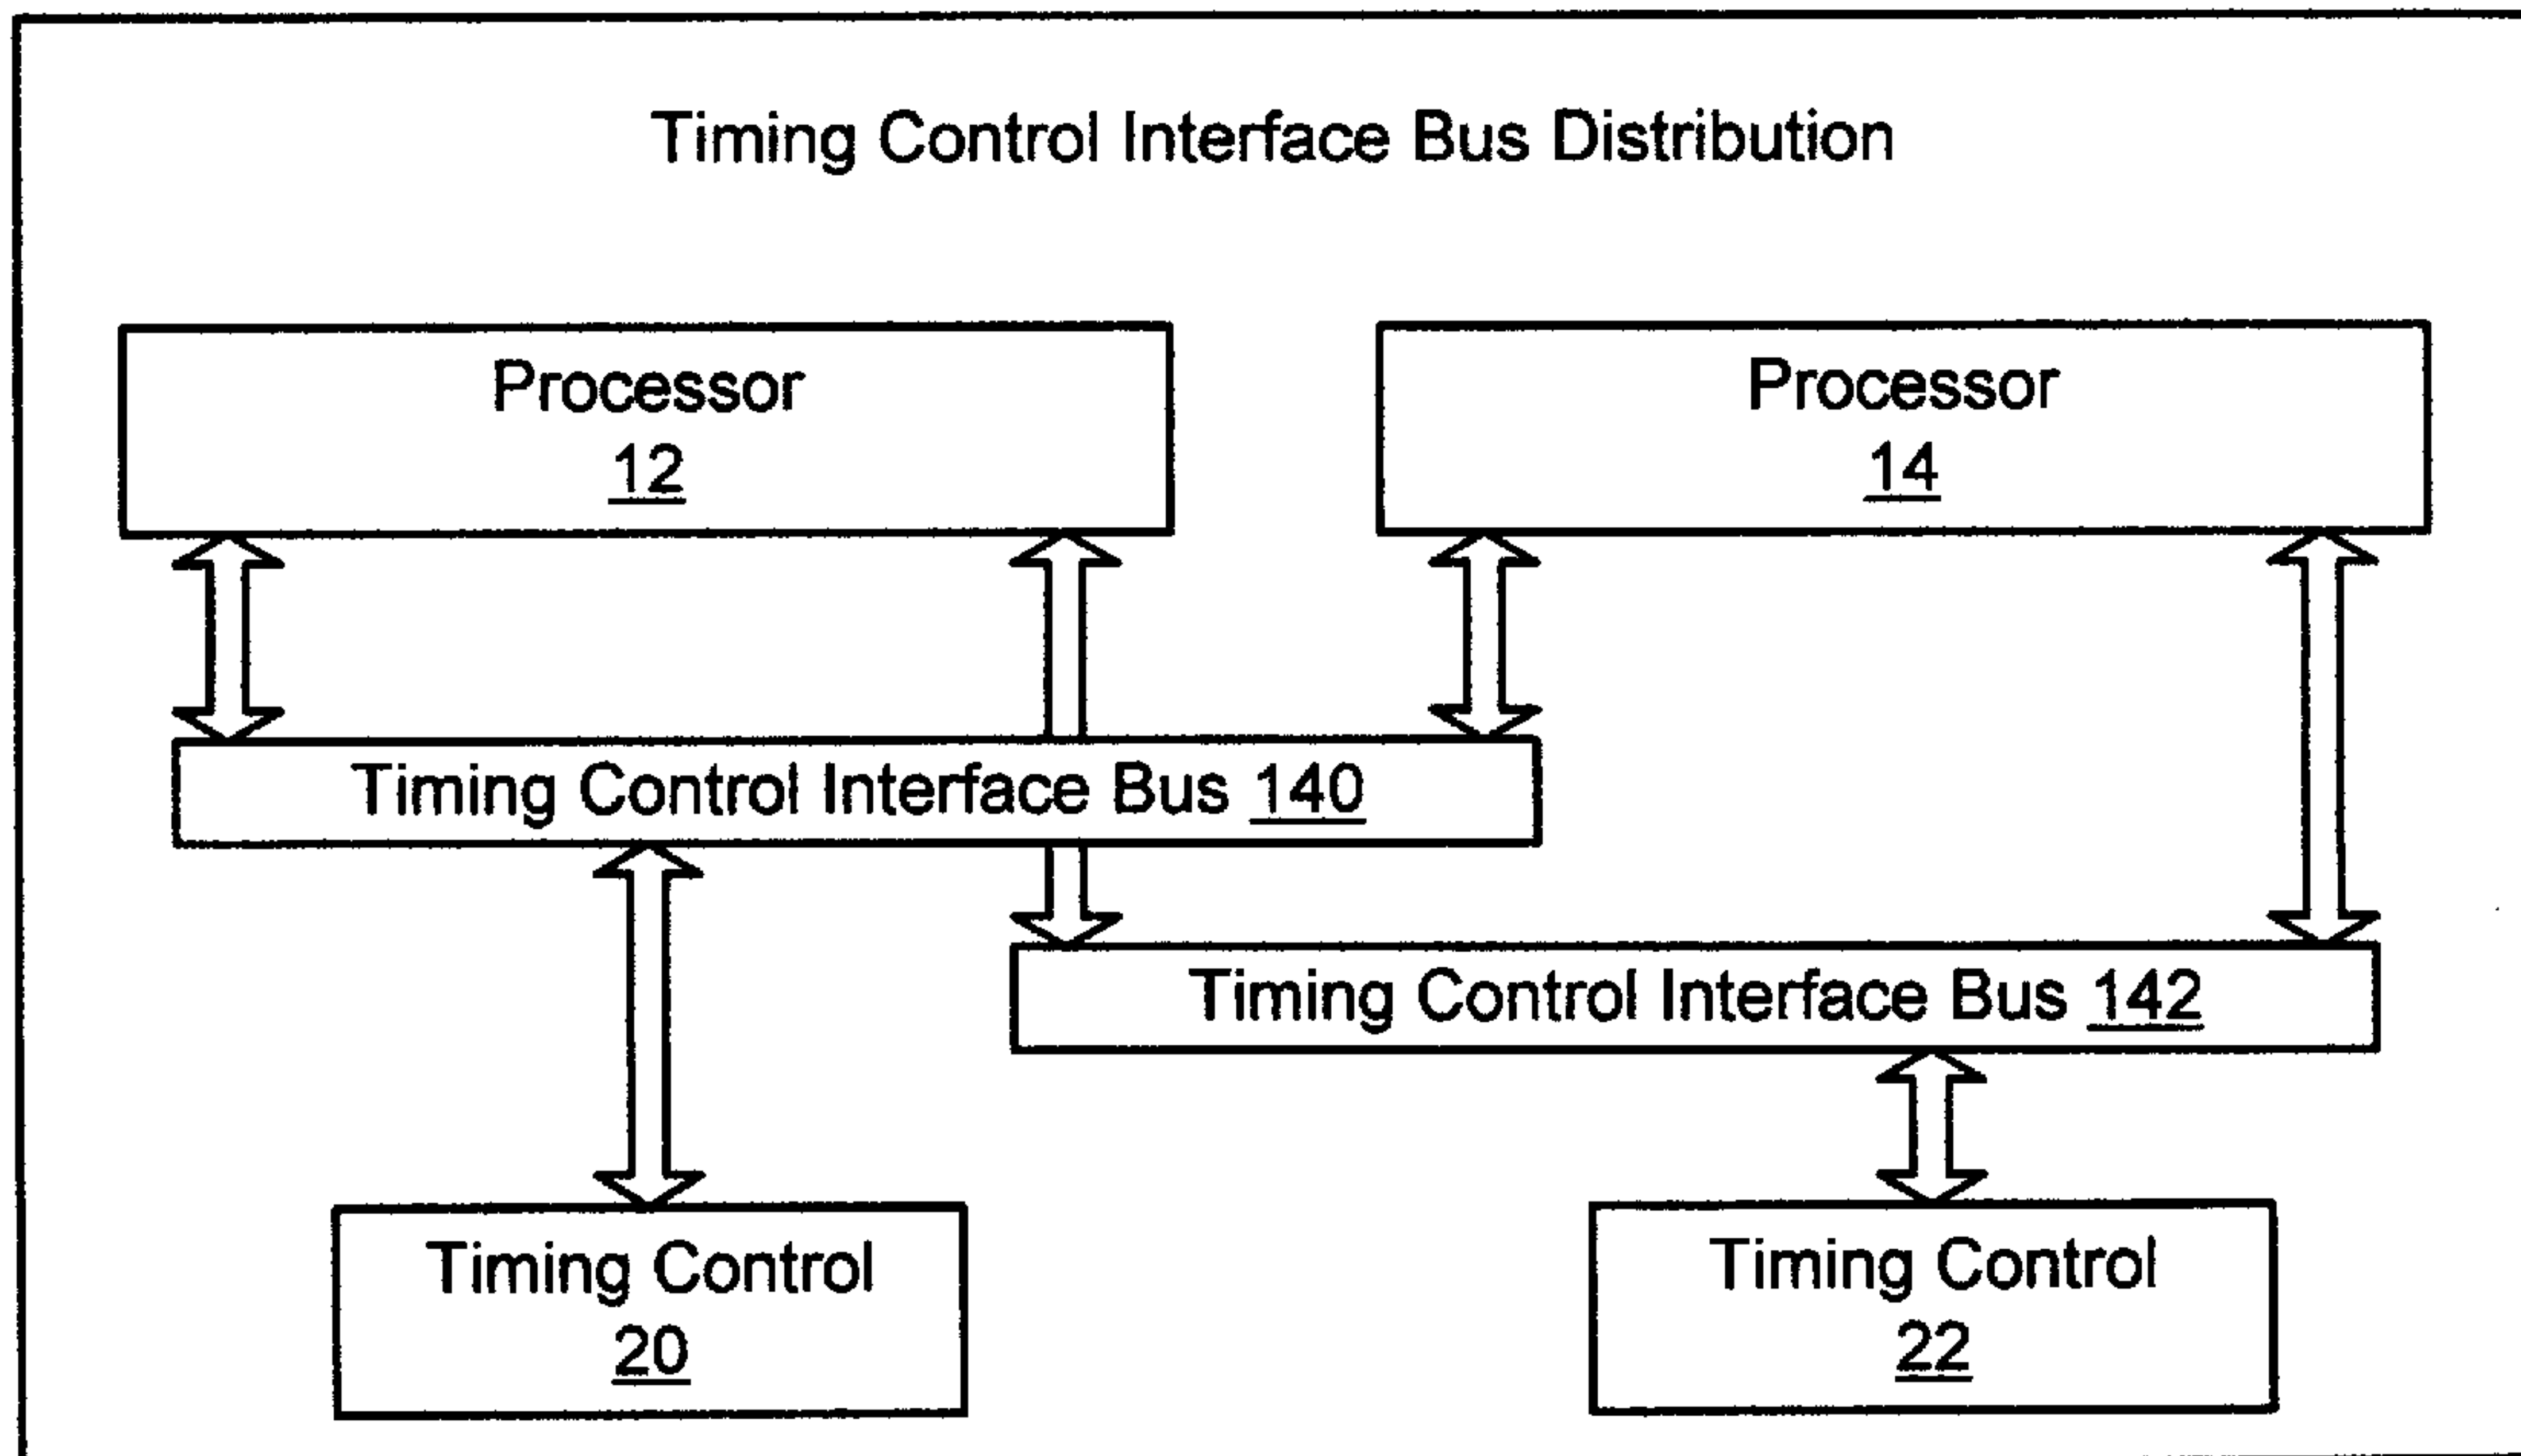 Timing Control Interface Bus Distribution
Processor
12
Processor
14
Timing Control Interface Bus 140
Timing Control Interface Bus 142
Timing Control
20
Timing Control
22